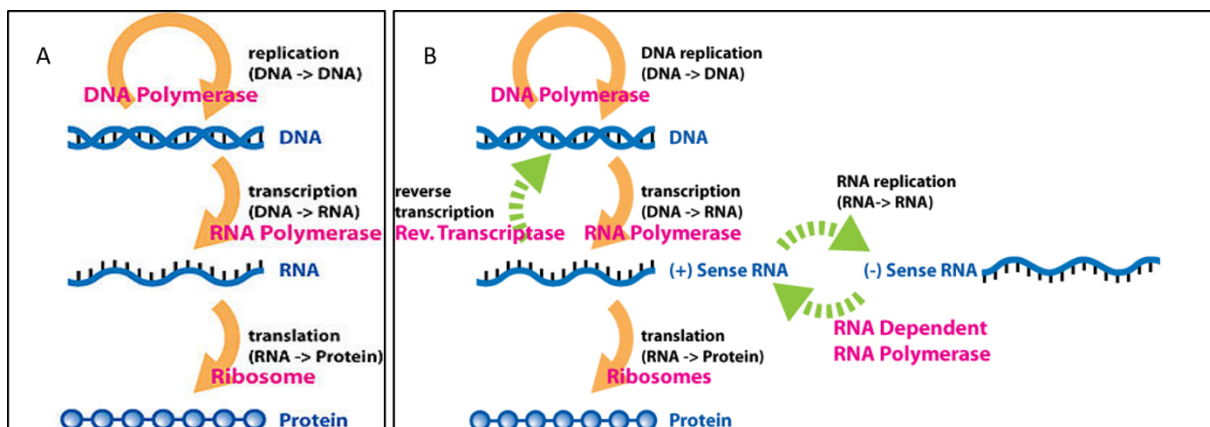 A
replication
(DNA -> DNA)
DNA Polymerase
DNA
transcription
(DNA -> RNA)
RNA Polymerase
RNA
translation
(RNA -> Protein)
Ribosome
Protein
B
DNA replication
(DNA -> DNA)
DNA Polymerase
DNA
reverse
transcription
Rev. Transcriptase
transcription
(DNA -> RNA)
RNA Polymerase
RNA replication
(RNA-> RNA)
(+) Sense RNA
(-) Sense RNA
RNA Dependent
RNA Polymerase
translation
(RNA -> Protein)
Ribosomes
Protein